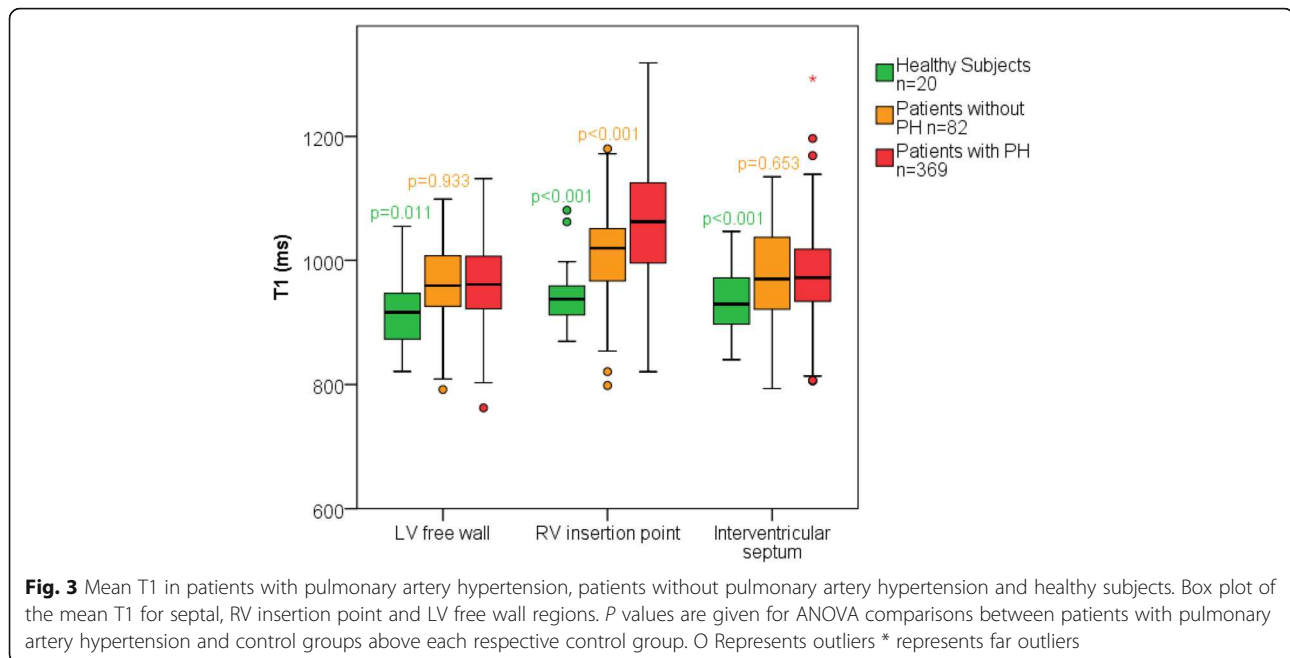 Healthy Subjects
n=20
Patients without
PH n=82
Patients with PH
n=369
T1 (ms)
1200
1000
800
600
p=0.011
p=0.933
p<0.001
p<0.001
p<0.001
p=0.653
*
LV free wall
RV insertion point
Interventricular
septum
Fig. 3 Mean T1 in patients with pulmonary artery hypertension, patients without pulmonary artery hypertension and healthy subjects. Box plot of
the mean T1 for septal, RV insertion point and LV free wall regions. P values are given for ANOVA comparisons between patients with pulmonary
artery hypertension and control groups above each respective control group. O Represents outliers * represents far outliers